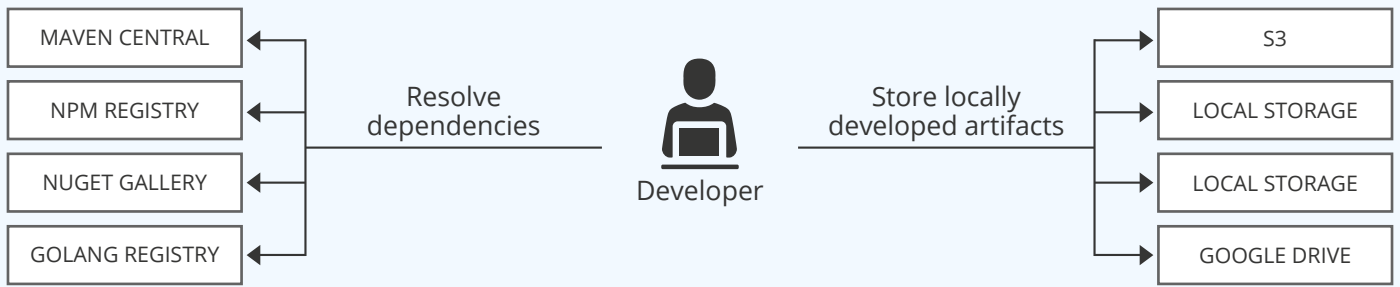 MAVEN CENTRAL
NPM REGISTRY
NUGET GALLERY
GOLANG REGISTRY
Resolve
dependencies
Developer
Store locally
developed artifacts
S3
LOCAL STORAGE
LOCAL STORAGE
GOOGLE DRIVE